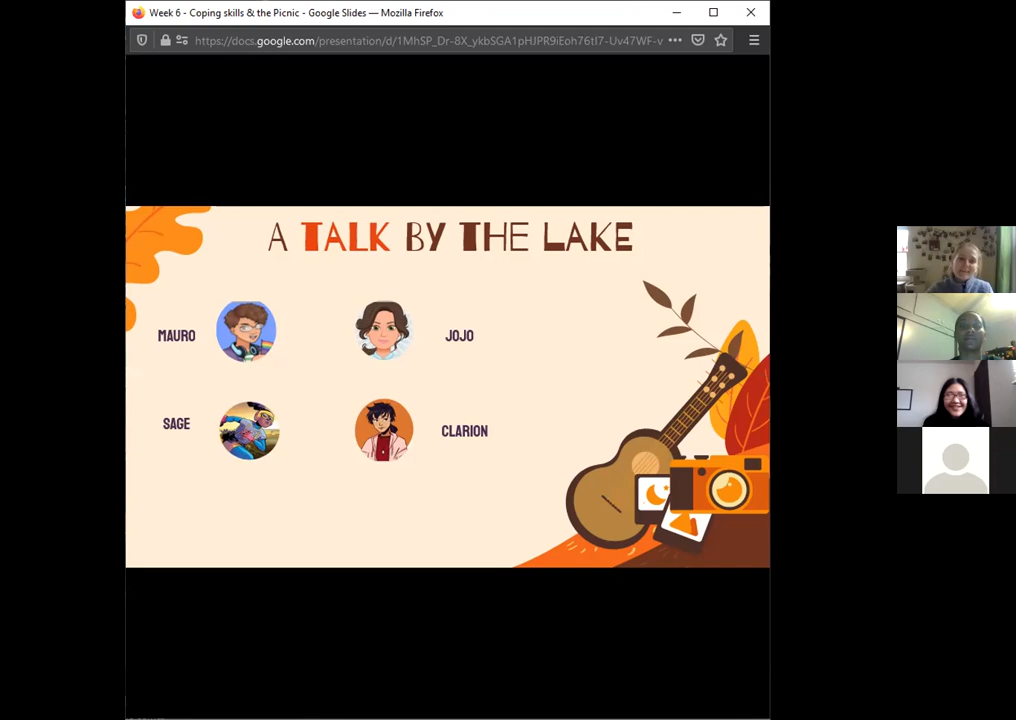 Week 6 - Coping skills & the Picnic - Google Slides — Mozilla Firefox
https://docs.google.com/presentation/d/1MhSP_Dr-8X_ykbSGA1pHJPR9iEoh76tI7-Uv47WF-v
A TALK BY THE LAKE
MAURO
JOJO
SAGE
CLARION